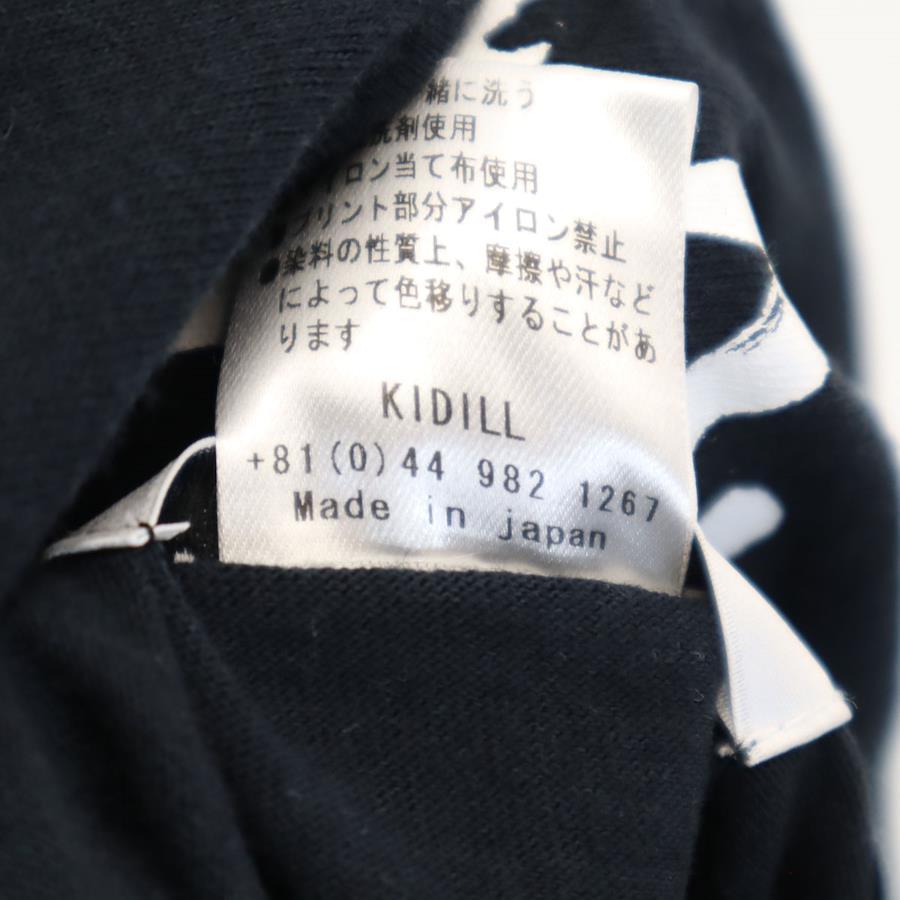 緒に洗う
洗剤使用
イロン当て布使用
プリント部分アイロン禁止
●染料の性質上、摩擦や汗など
によって色移りすることがあ
ります
KIDILL
+81(0)44 982 1267
Made in japan